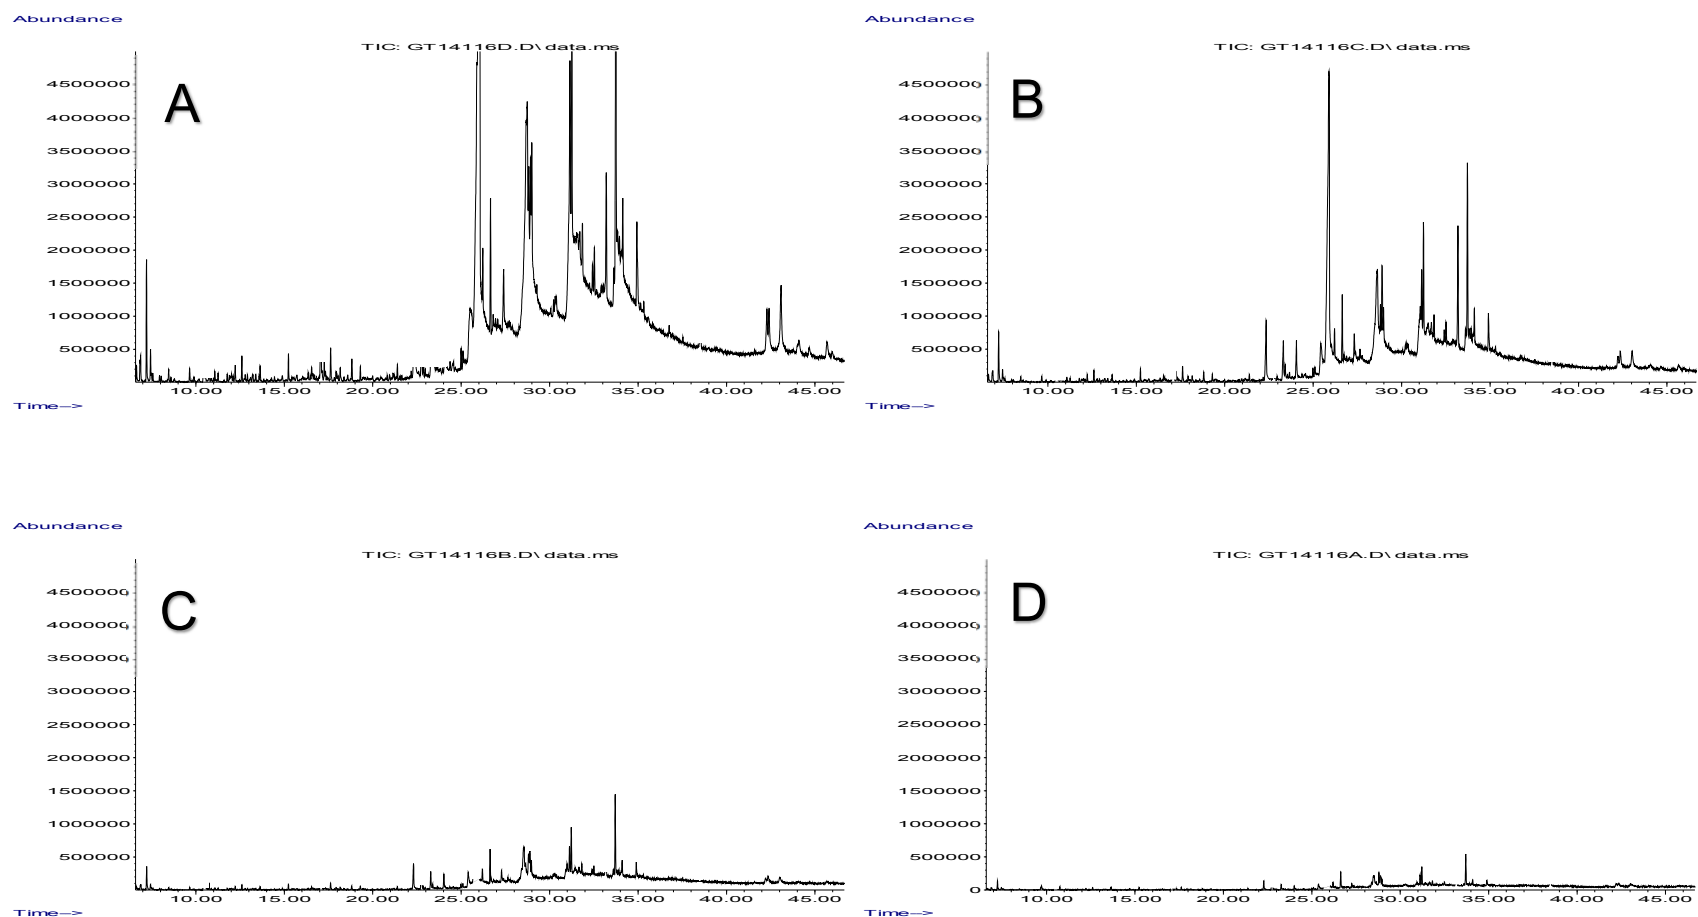 Abundance
TIC: GT14116D.D\data.ms
A
4500000
4000000
3500000
3000000
2500000
2000000
1500000
1000000
500000
10.00 15.00 20.00 25.00 30.00 35.00 40.00 45.00
Time-->
Abundance
TIC: GT14116C.D\data.ms
B
4500000
4000000
3500000
3000000
2500000
2000000
1500000
1000000
500000
10.00 15.00 20.00 25.00 30.00 35.00 40.00 45.00
Time-->
Abundance
TIC: GT14116B.D\data.ms
C
4500000
4000000
3500000
3000000
2500000
2000000
1500000
1000000
500000
10.00 15.00 20.00 25.00 30.00 35.00 40.00 45.00
Time-->
Abundance
TIC: GT14116A.D\data.ms
D
4500000
4000000
3500000
3000000
2500000
2000000
1500000
1000000
500000
0
10.00 15.00 20.00 25.00 30.00 35.00 40.00 45.00
Time-->